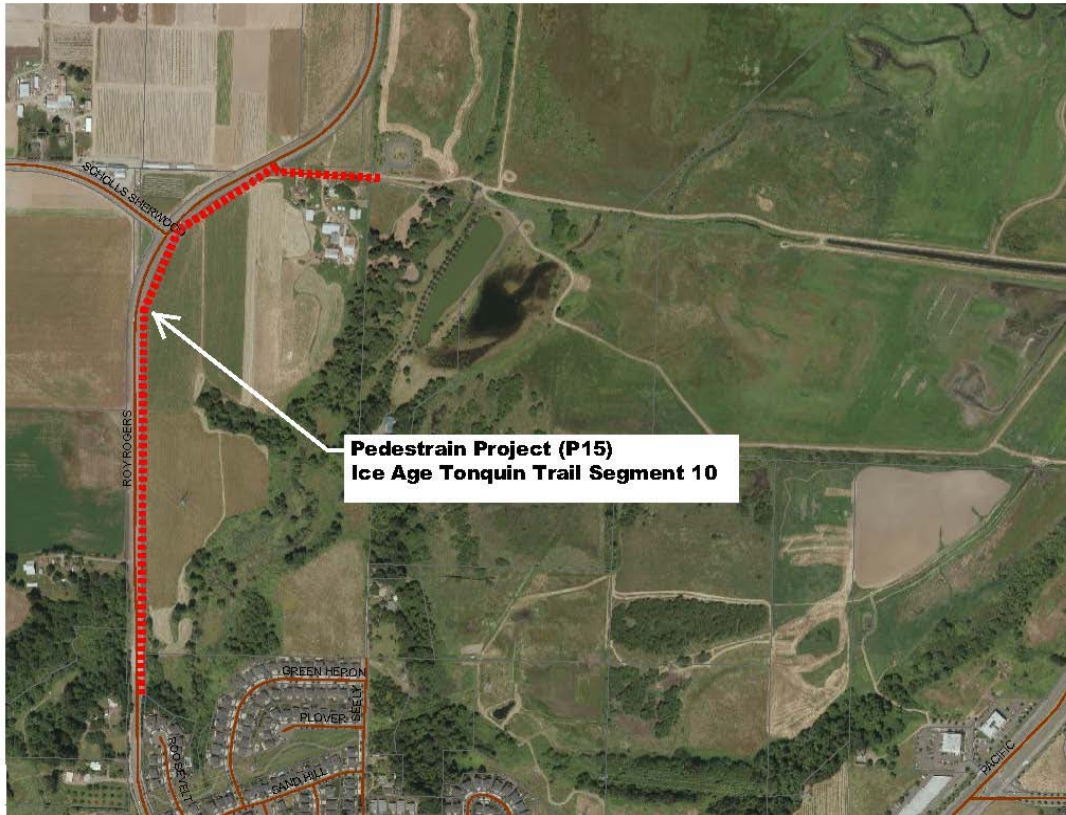 SCHOLLS SHERWOOD
ROY ROGERS
Pedestrain Project (P15)
Ice Age Tonquin Trail Segment 10
GREEN HERON
SEELY
PLOVER
ROOSEVELT
SAND HILL
PACIFIC